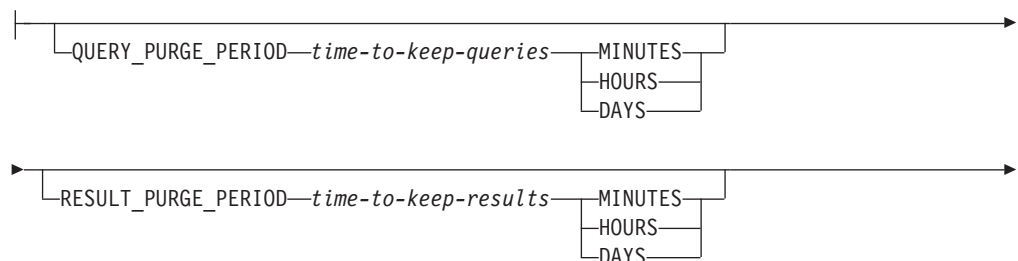 QUERY_PURGE_PERIOD time-to-keep-queries MINUTES
HOURS
DAYS
RESULT_PURGE_PERIOD time-to-keep-results MINUTES
HOURS
DAYS